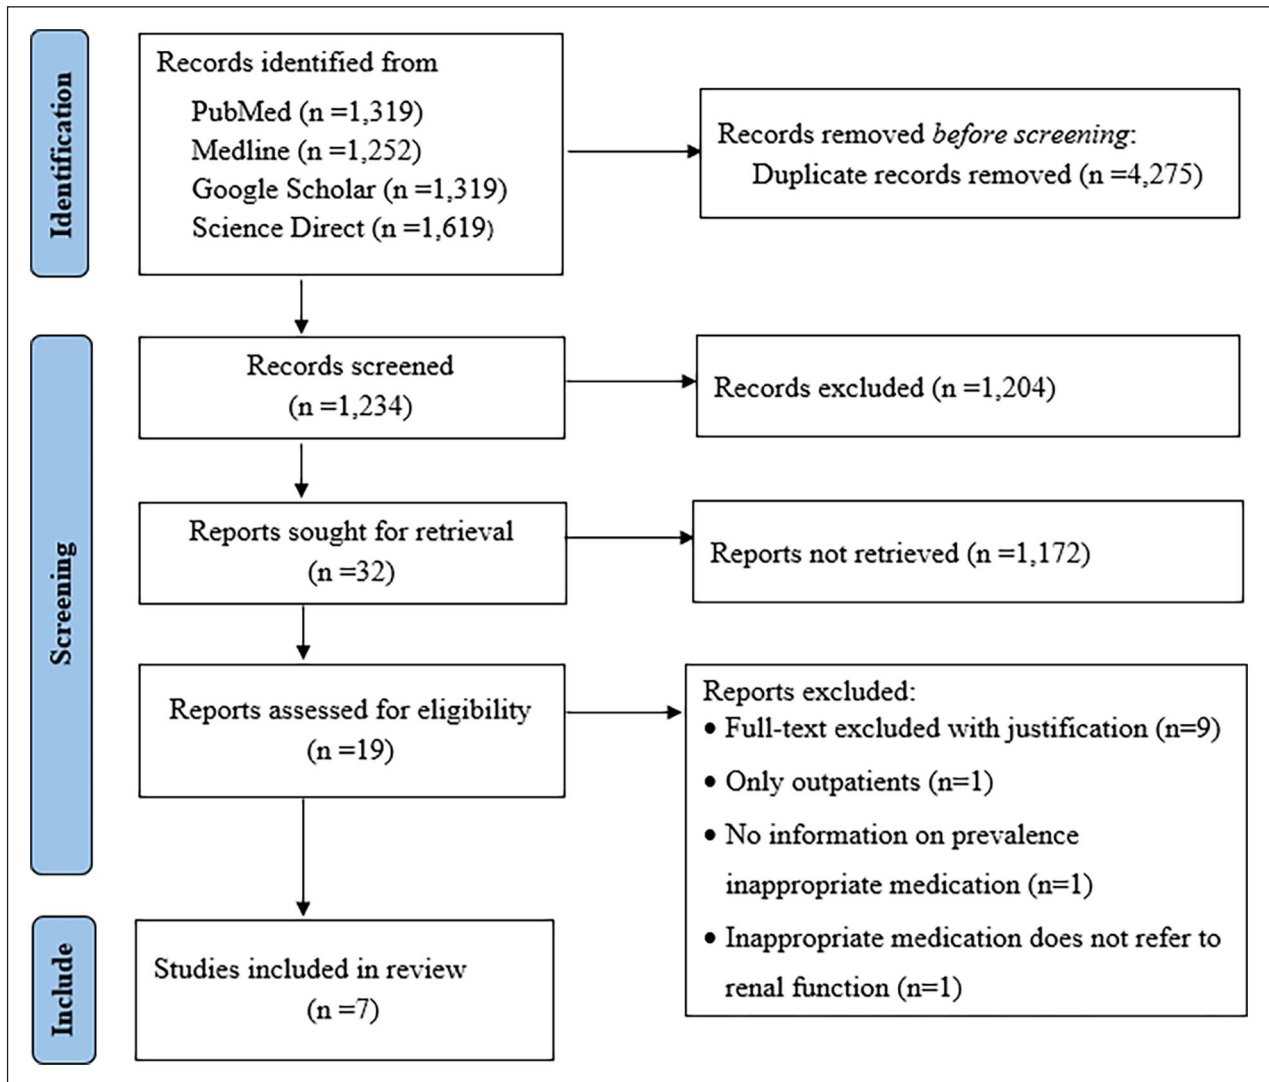 Identification
Records identified from
PubMed (n =1,319)
Medline (n =1,252)
Google Scholar (n =1,319)
Science Direct (n =1,619)
Records removed before screening:
Duplicate records removed (n =4,275)
Screening
Records screened
(n =1,234)
Records excluded (n =1,204)
Reports sought for retrieval
(n =32)
Reports not retrieved (n =1,172)
Reports assessed for eligibility
(n =19)
Reports excluded:
• Full-text excluded with justification (n=9)
• Only outpatients (n=1)
• No information on prevalence
inappropriate medication (n=1)
• Inappropriate medication does not refer to
renal function (n=1)
Include
Studies included in review
(n =7)